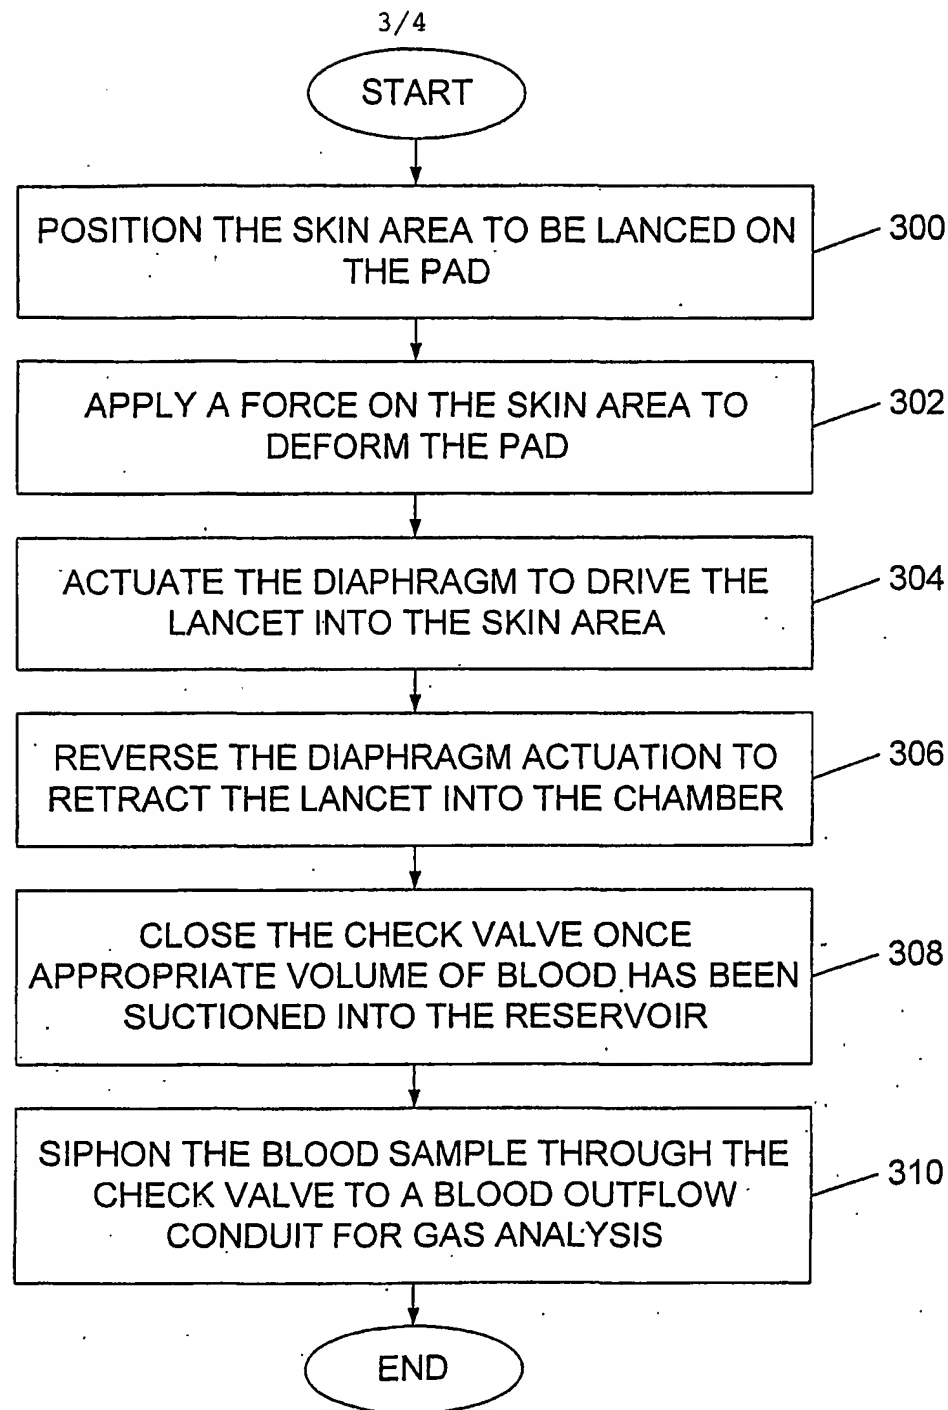 3/4
START
POSITION THE SKIN AREA TO BE LANCED ON
THE PAD
300
APPLY A FORCE ON THE SKIN AREA TO
DEFORM THE PAD
302
ACTUATE THE DIAPHRAGM TO DRIVE THE
LANCET INTO THE SKIN AREA
304
REVERSE THE DIAPHRAGM ACTUATION TO
RETRACT THE LANCET INTO THE CHAMBER
306
CLOSE THE CHECK VALVE ONCE
APPROPRIATE VOLUME OF BLOOD HAS BEEN
SUCTIONED INTO THE RESERVOIR
308
SIPHON THE BLOOD SAMPLE THROUGH THE
CHECK VALVE TO A BLOOD OUTFLOW
CONDUIT FOR GAS ANALYSIS
310
END